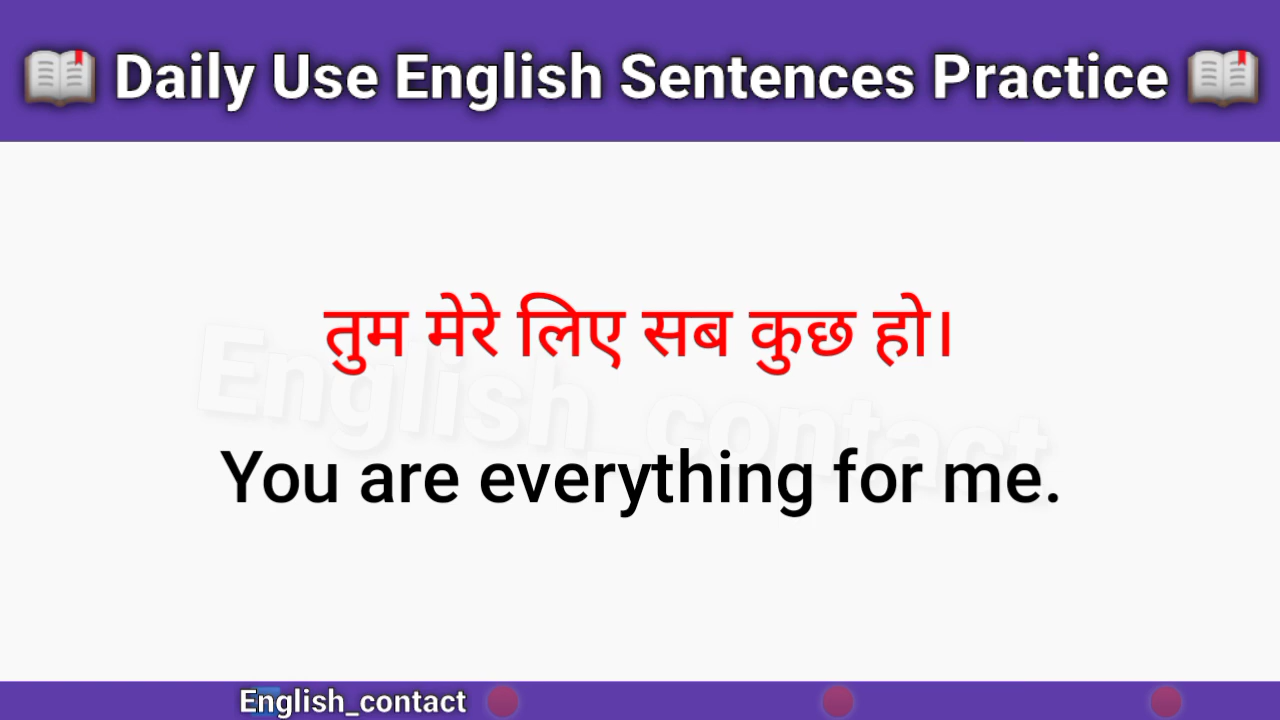 📖 Daily Use English Sentences Practice 📖
तुम मेरे लिए सब कुछ हो।
English_contact
You are everything for me.
English_contact